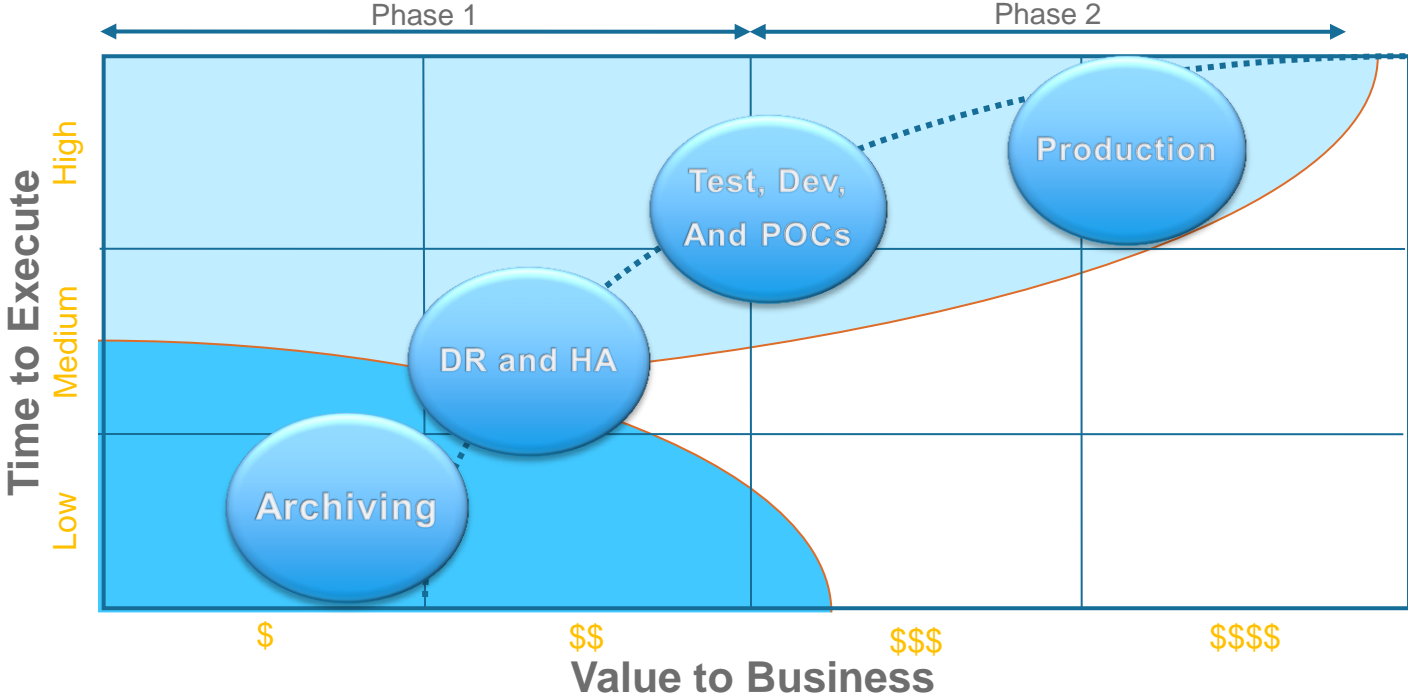 Phase 1
Phase 2
Time to Execute
High
Medium
Low
Production
Test, Dev,
And POCs
DR and HA
Archiving
$
$$
$$$
$$$$
Value to Business